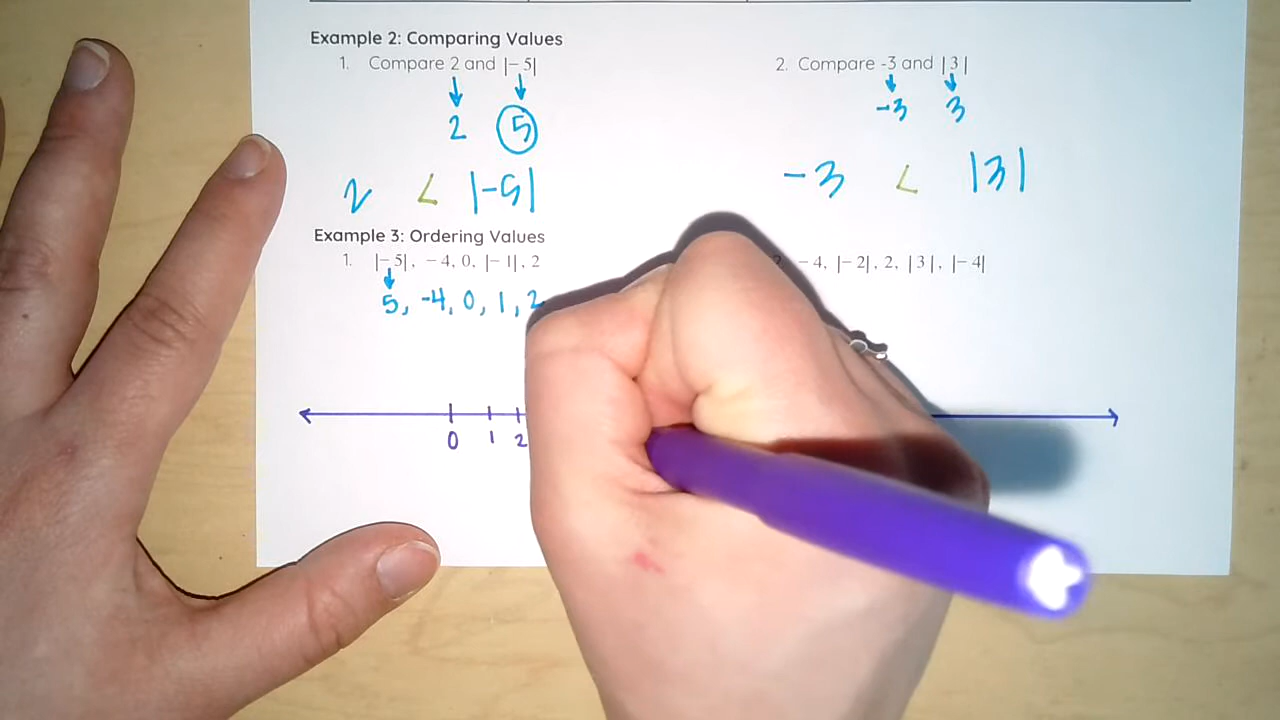 Example 2: Comparing Values
1. Compare 2 and |− 5|
2 5
2 < |-5|
2. Compare -3 and | 3 |
-3 3
-3 < |3|
Example 3: Ordering Values
1. |− 5|, − 4, 0, |− 1|, 2
5, -4, 0, 1, 2
− 4, |− 2|, 2, | 3 |, |− 4|
0 1 2